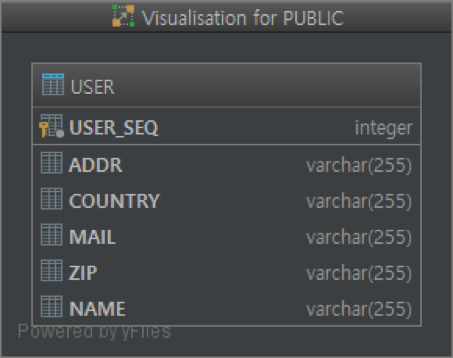 Visualisation for PUBLIC
USER
USER_SEQ integer
ADDR varchar(255)
COUNTRY varchar(255)
MAIL varchar(255)
ZIP varchar(255)
NAME varchar(255)
Powered by yFiles